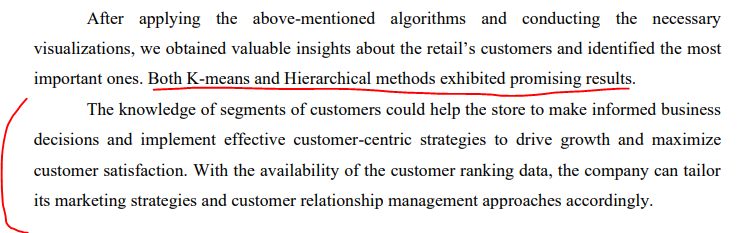 After applying the above-mentioned algorithms and conducting the necessary
visualizations, we obtained valuable insights about the retail’s customers and identified the most
important ones. Both K-means and Hierarchical methods exhibited promising results.
The knowledge of segments of customers could help the store to make informed business
decisions and implement effective customer-centric strategies to drive growth and maximize
customer satisfaction. With the availability of the customer ranking data, the company can tailor
its marketing strategies and customer relationship management approaches accordingly.